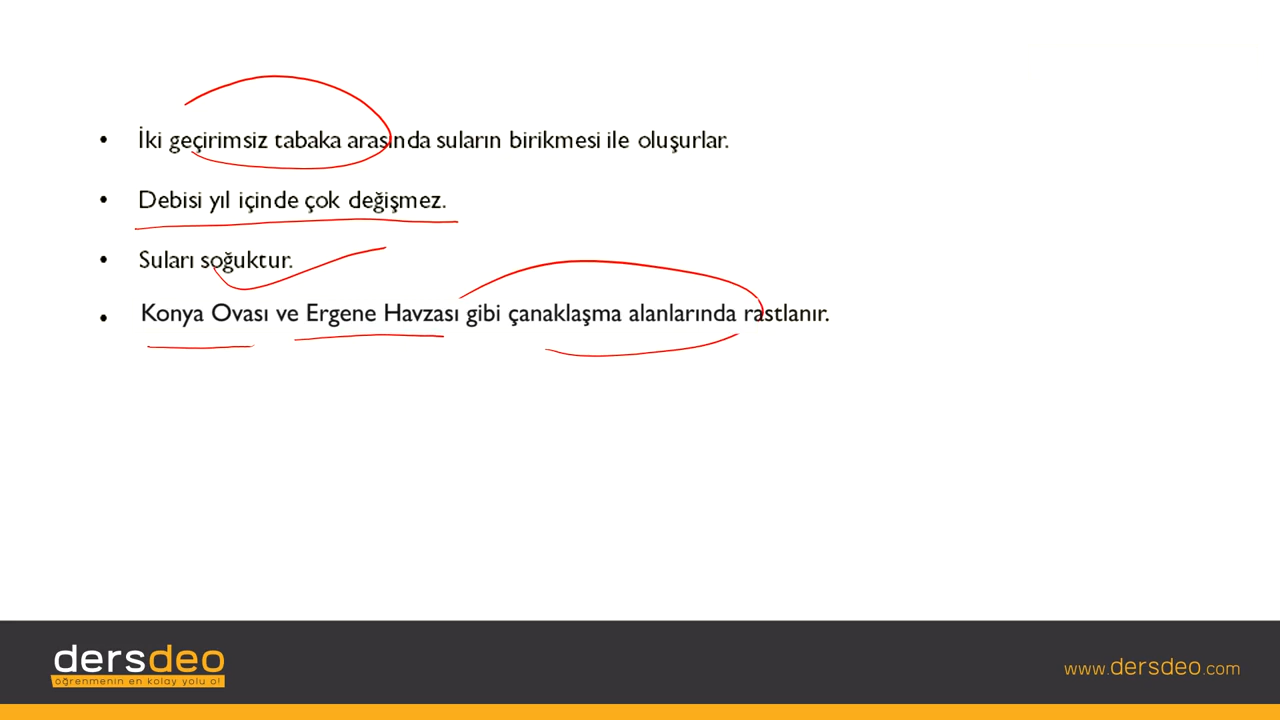 • İki geçirimsiz tabaka arasında suların birikmesi ile oluşurlar.
• Debisi yıl içinde çok değişmez.
• Suları soğuktur.
• Konya Ovası ve Ergene Havzası gibi çanaklaşma alanlarında rastlanır.
dersdeo
öğrenmenin en kolay yolu o!
www.dersdeo.com